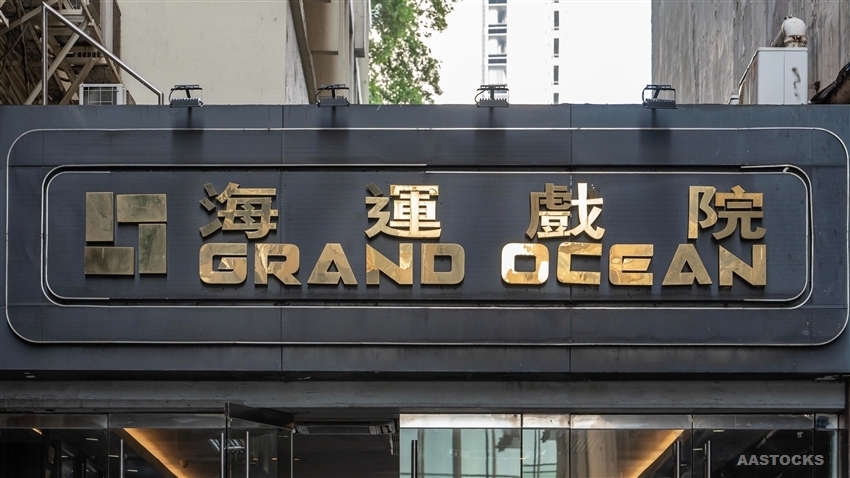 海運戲院
GRAND OCEAN
AASTOCKS